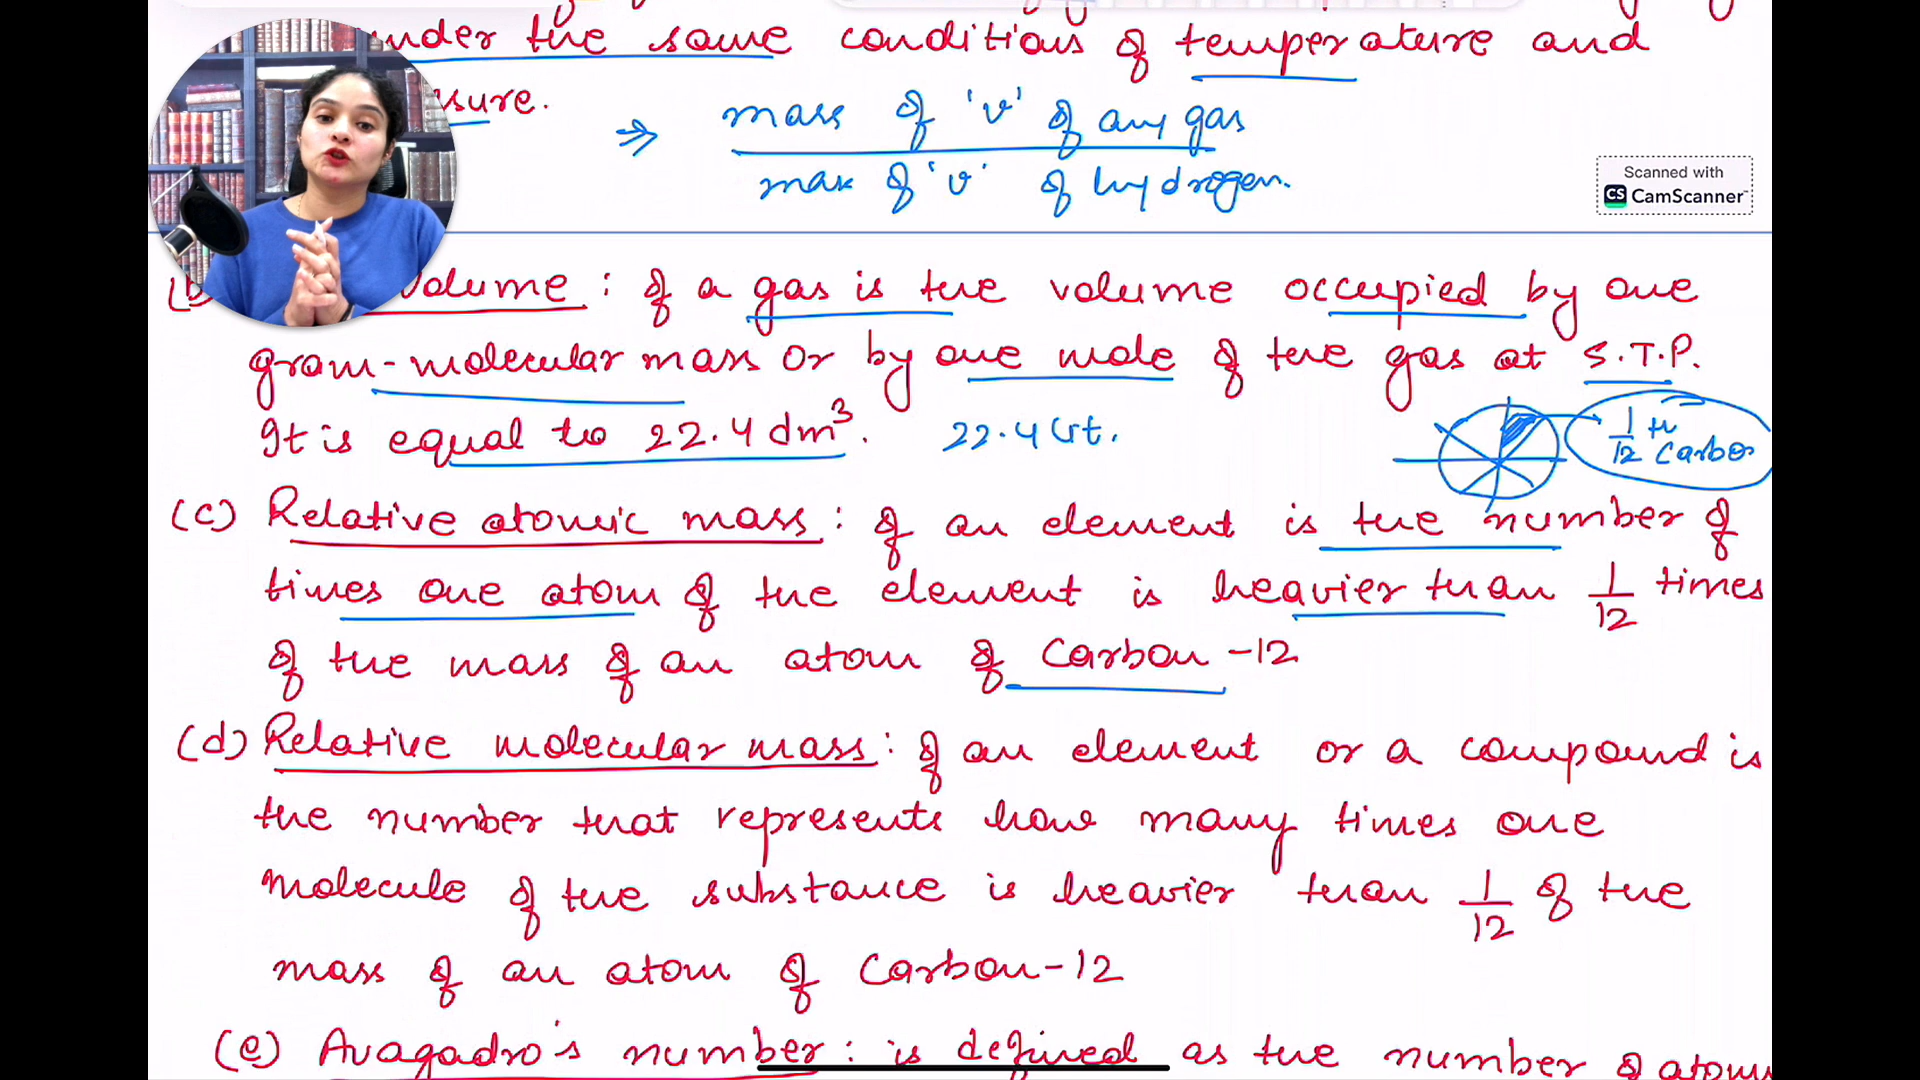 under the same conditions of temperature and
sure.
⇒ mass of 'v' of any gas
mass of 'v' of hydrogen.
Scanned with
CS CamScanner
(b) volume : of a gas is the volume occupied by one
gram-molecular mass or by one mole of the gas at S.T.P.
It is equal to 22.4 dm³. 22.4 lit.
1/12 th Carbon
(c) Relative atomic mass : of an element is the number of
times one atom of the element is heavier than 1/12 times
of the mass of an atom of Carbon -12
(d) Relative molecular mass : of an element or a compound is
the number that represents how many times one
molecule of the substance is heavier than 1/12 of the
mass of an atom of Carbon-12
(e) Avagadro's number : is defined as the number of atoms